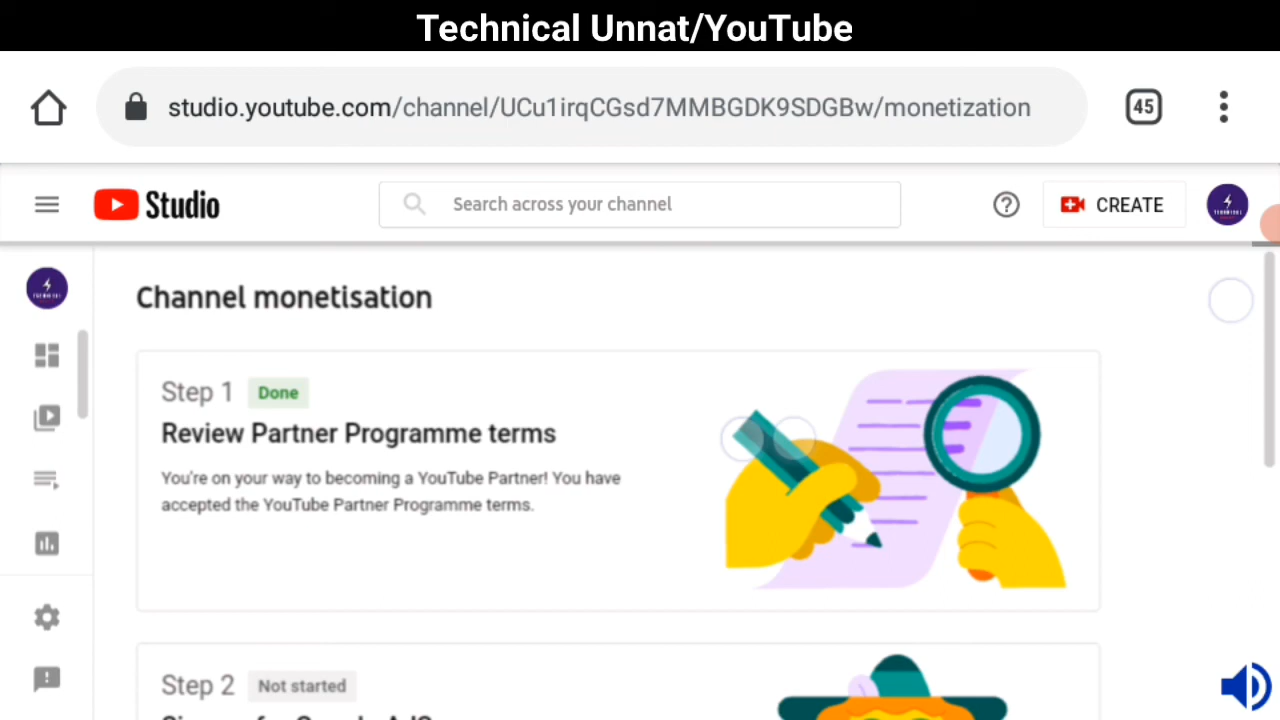 Technical Unnat/YouTube
studio.youtube.com/channel/UCu1irqCGsd7MMBGDK9SDGBw/monetization
45
Studio
Search across your channel
CREATE
Channel monetisation
Step 1 Done
Review Partner Programme terms
You're on your way to becoming a YouTube Partner! You have
accepted the YouTube Partner Programme terms.
Step 2 Not started